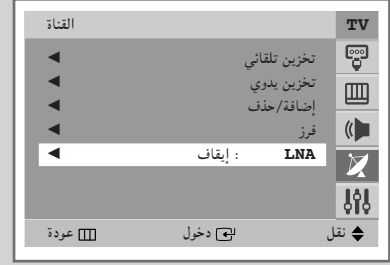 TV القناة
تخزين تلقائي
تخزين يدوي
إضافة/حذف
فرز
LNA : إيقاف
نقل دخول عودة